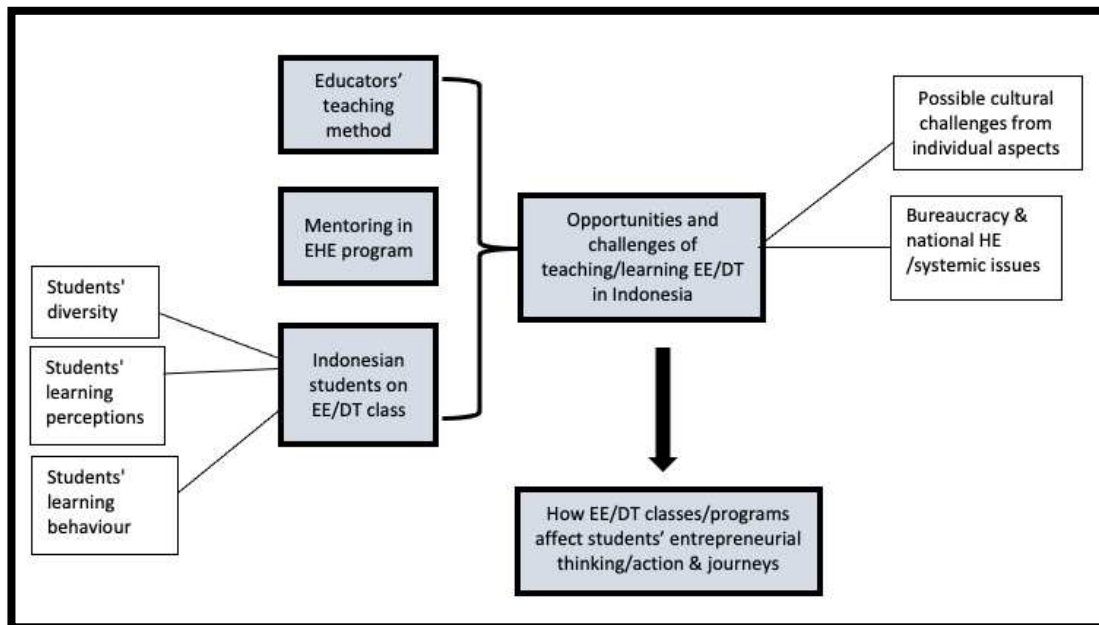 Educators’
teaching
method
Mentoring in
EHE program
Indonesian
students on
EE/DT class
Students'
diversity
Students'
learning
perceptions
Students'
learning
behaviour
Opportunities and
challenges of
teaching/learning EE/DT
in Indonesia
Possible cultural
challenges from
individual aspects
Bureaucracy &
national HE
/systemic issues
How EE/DT classes/programs
affect students’ entrepreneurial
thinking/action & journeys